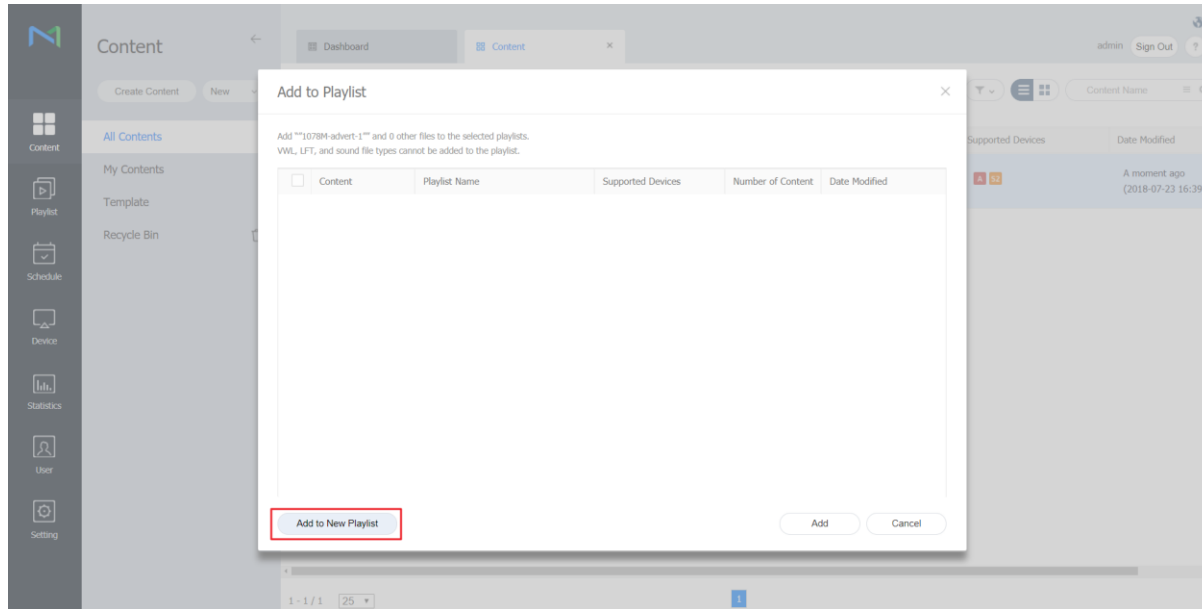 Content
Dashboard
Content
admin
Sign Out
?
Create Content
New
Content Name
Add to Playlist
Add ""1078M-advert-1"" and 0 other files to the selected playlists.
VWL, LFT, and sound file types cannot be added to the playlist.
Content
Playlist Name
Supported Devices
Number of Content
Date Modified
All Contents
My Contents
Template
Recycle Bin
Supported Devices
Date Modified
A
S2
A moment ago
(2018-07-23 16:39
Content
Playlist
Schedule
Device
Statistics
User
Setting
Add to New Playlist
Add
Cancel
1 - 1 / 1
25
1